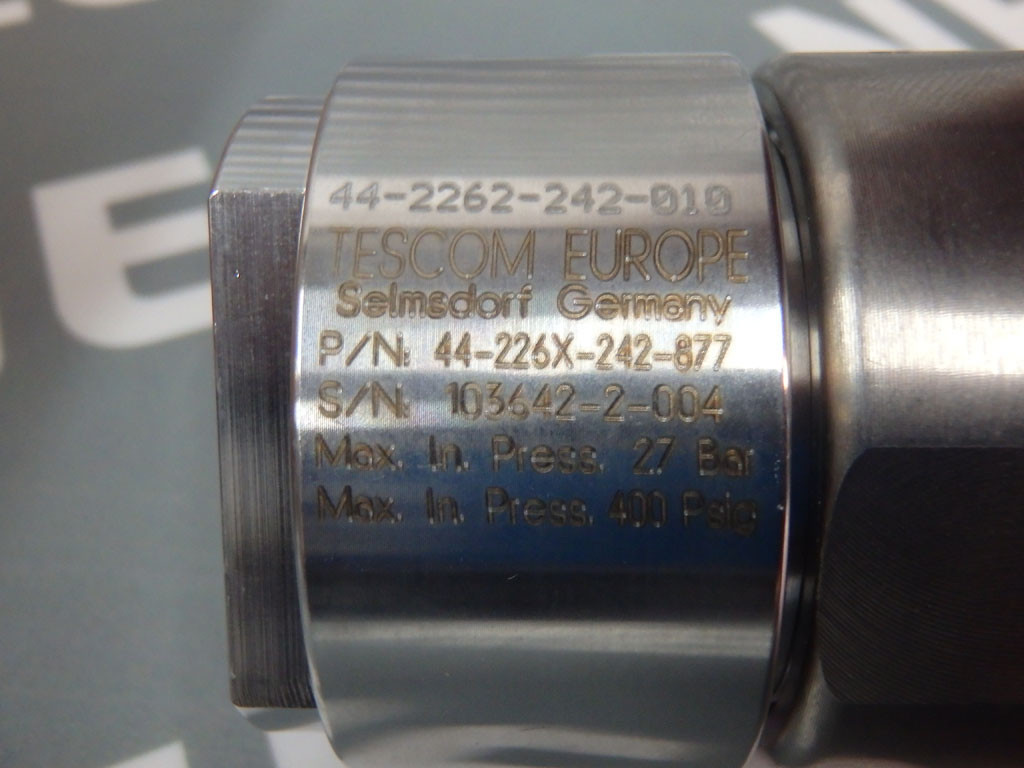 44-2262-242-010
TESCOM EUROPE
Selmsdorf Germany
P/N: 44-226X-242-877
S/N: 103642-2-004
Max. In. Press. 27 Bar
Max. In. Press. 400 Psig